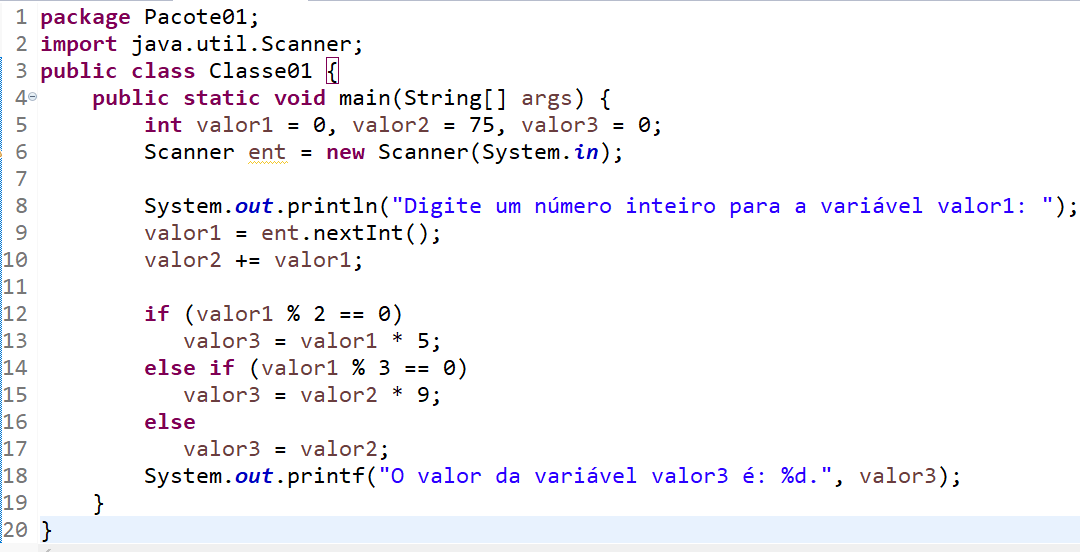 1 package Pacote01;
2 import java.util.Scanner;
3 public class Classe01 {
4 public static void main(String[] args) {
5 int valor1 = 0, valor2 = 75, valor3 = 0;
6 Scanner ent = new Scanner(System.in);
7
8 System.out.println("Digite um número inteiro para a variável valor1: ");
9 valor1 = ent.nextInt();
10 valor2 += valor1;
11
12 if (valor1 % 2 == 0)
13 valor3 = valor1 * 5;
14 else if (valor1 % 3 == 0)
15 valor3 = valor2 * 9;
16 else
17 valor3 = valor2;
18 System.out.printf("O valor da variável valor3 é: %d.", valor3);
19 }
20 }